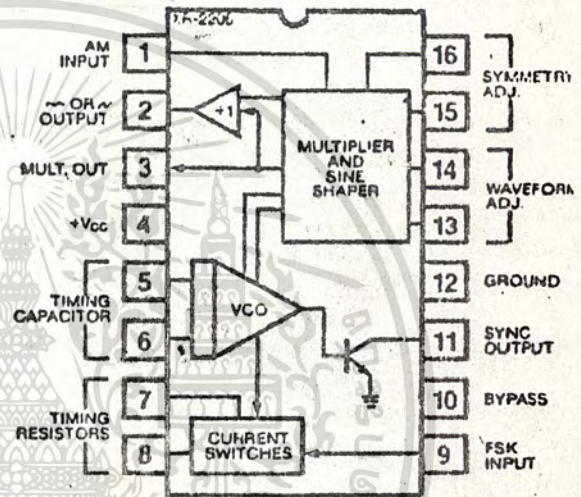 XR-2206
AM
INPUT
1
16
SYMMETRY
ADJ.
OR
OUTPUT
2
+1
15
MULTIPLIER
AND
SINE
SHAPER
MULT. OUT
3
14
WAVEFORM
ADJ.
+Vcc
4
13
TIMING
CAPACITOR
5
12
GROUND
VCO
6
11
SYNC
OUTPUT
TIMING
RESISTORS
7
10
BYPASS
8
CURRENT
SWITCHES
9
FSK
INPUT